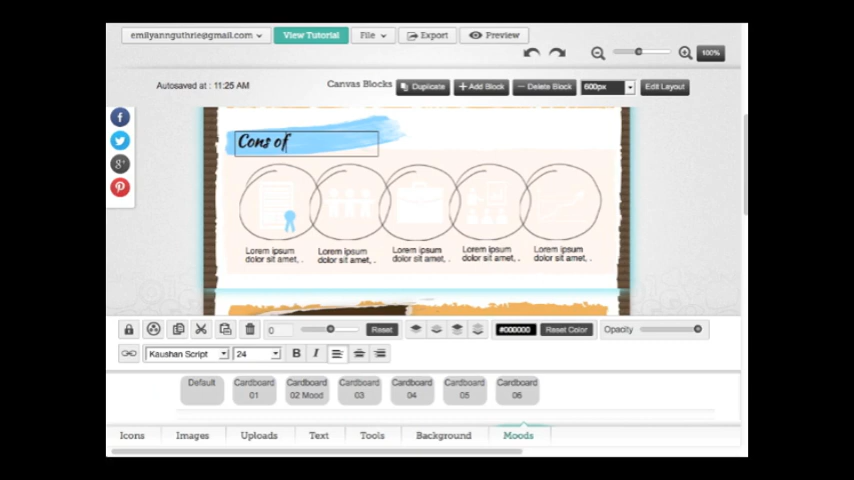 emilyannguthrie@gmail.com View Tutorial File Export Preview
100%
Autosaved at : 11:25 AM Canvas Blocks Duplicate + Add Block − Delete Block 600px Edit Layout
f
g+
Cons of
Lorem ipsum
dolor sit amet, .
Lorem ipsum
dolor sit amet, .
Lorem ipsum
dolor sit amet, .
Lorem ipsum
dolor sit amet, .
Lorem ipsum
dolor sit amet, .
0 Reset #000000 Reset Color Opacity
Kaushan Script 24 B I
Default
Cardboard
01
Cardboard
02 Mood
Cardboard
03
Cardboard
04
Cardboard
05
Cardboard
06
Icons Images Uploads Text Tools Background Moods